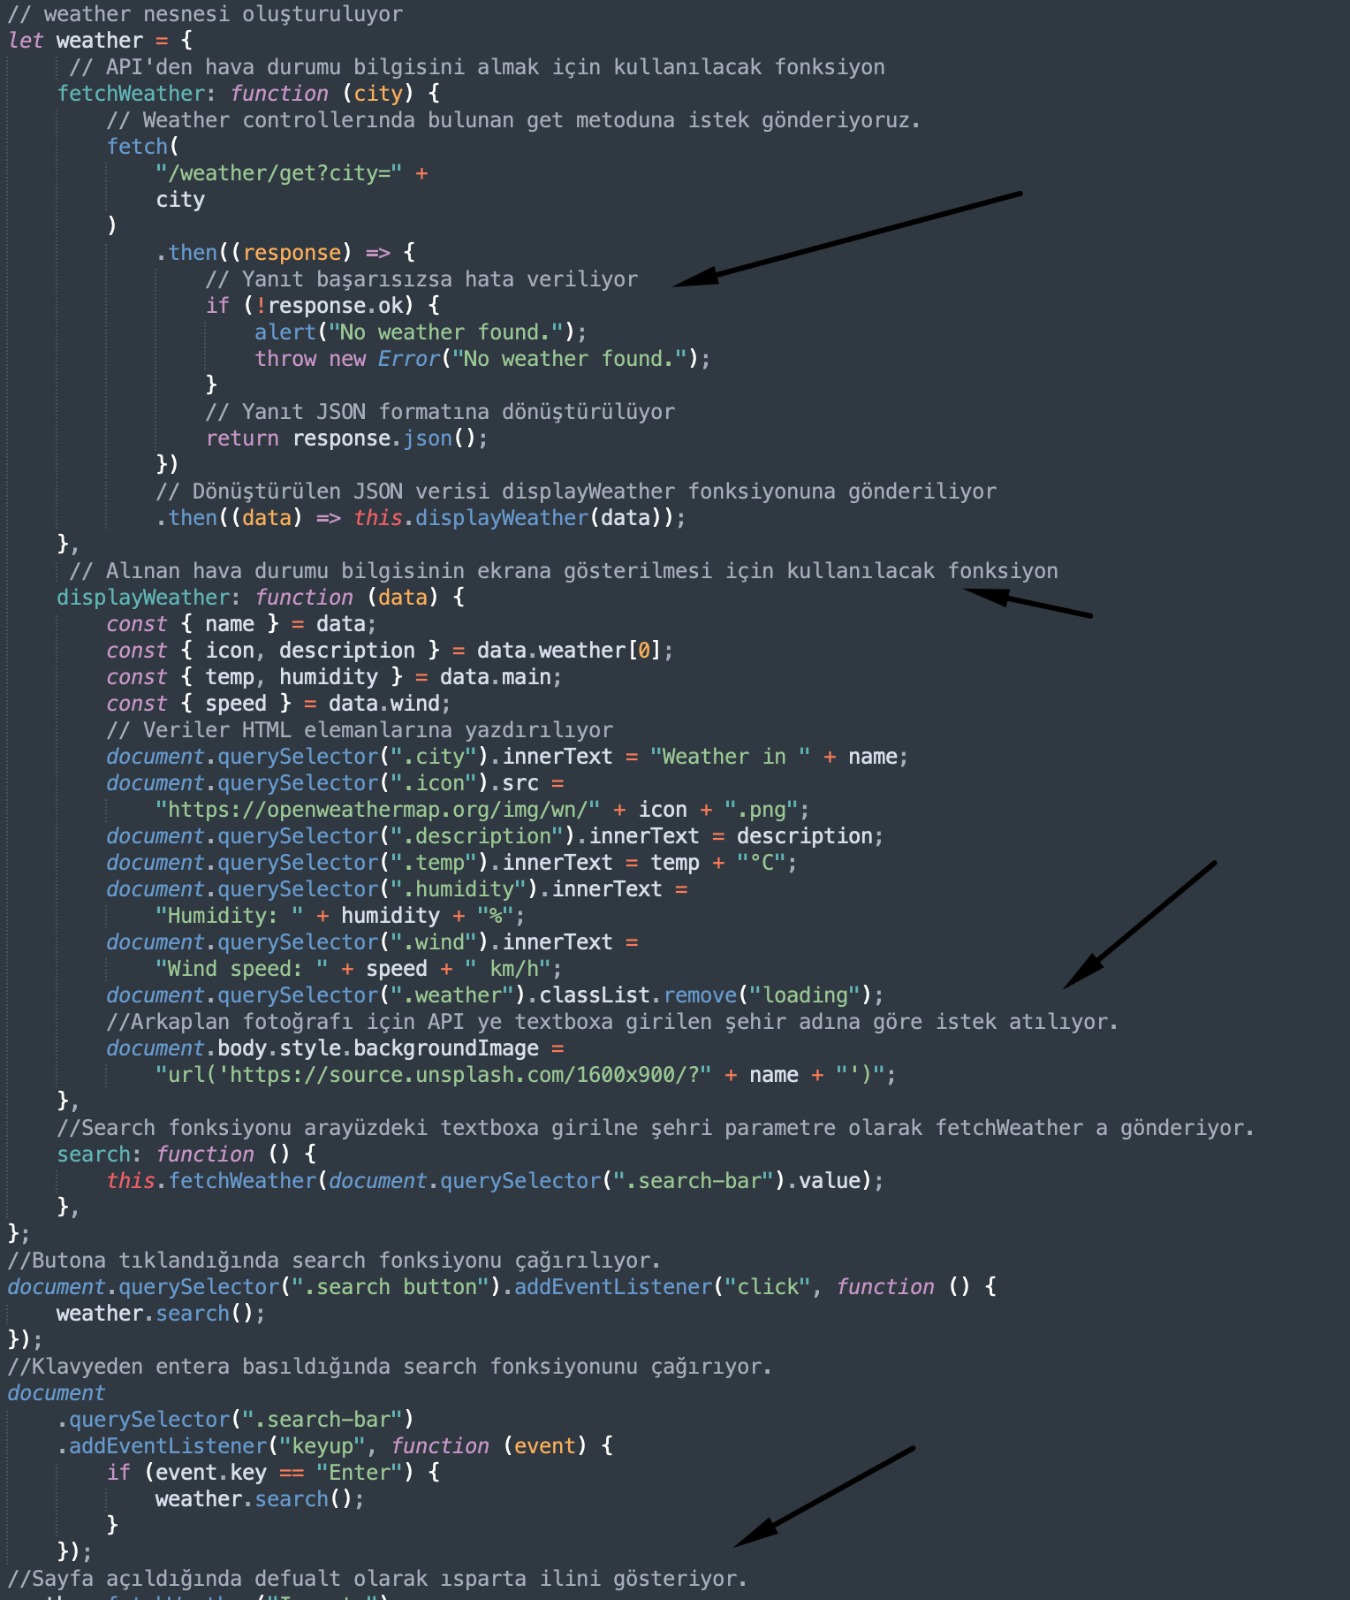 // weather nesnesi oluşturuluyor
let weather = {
// API'den hava durumu bilgisini almak için kullanılacak fonksiyon
fetchWeather: function (city) {
// Weather controllerında bulunan get metoduna istek gönderiyoruz.
fetch(
"/weather/get?city=" +
city
)
.then((response) => {
// Yanıt başarısızsa hata veriliyor
if (!response.ok) {
alert("No weather found.");
throw new Error("No weather found.");
}
// Yanıt JSON formatına dönüştürülüyor
return response.json();
})
// Dönüştürülen JSON verisi displayWeather fonksiyonuna gönderiliyor
.then((data) => this.displayWeather(data));
},
// Alınan hava durumu bilgisinin ekrana gösterilmesi için kullanılacak fonksiyon
displayWeather: function (data) {
const { name } = data;
const { icon, description } = data.weather[0];
const { temp, humidity } = data.main;
const { speed } = data.wind;
// Veriler HTML elemanlarına yazdırılıyor
document.querySelector(".city").innerText = "Weather in " + name;
document.querySelector(".icon").src =
"https://openweathermap.org/img/wn/" + icon + ".png";
document.querySelector(".description").innerText = description;
document.querySelector(".temp").innerText = temp + "°C";
document.querySelector(".humidity").innerText =
"Humidity: " + humidity + "%";
document.querySelector(".wind").innerText =
"Wind speed: " + speed + " km/h";
document.querySelector(".weather").classList.remove("loading");
//Arkaplan fotoğrafı için API ye textboxa girilen şehir adına göre istek atılıyor.
document.body.style.backgroundImage =
"url('https://source.unsplash.com/1600x900/?" + name + "')";
},
//Search fonksiyonu arayüzdeki textboxa girilne şehri parametre olarak fetchWeather a gönderiyor.
search: function () {
this.fetchWeather(document.querySelector(".search-bar").value);
},
};
//Butona tıklandığında search fonksiyonu çağırılıyor.
document.querySelector(".search button").addEventListener("click", function () {
weather.search();
});
//Klavyeden entera basıldığında search fonksiyonunu çağırıyor.
document
.querySelector(".search-bar")
.addEventListener("keyup", function (event) {
if (event.key == "Enter") {
weather.search();
}
});
//Sayfa açıldığında defualt olarak ısparta ilini gösteriyor.